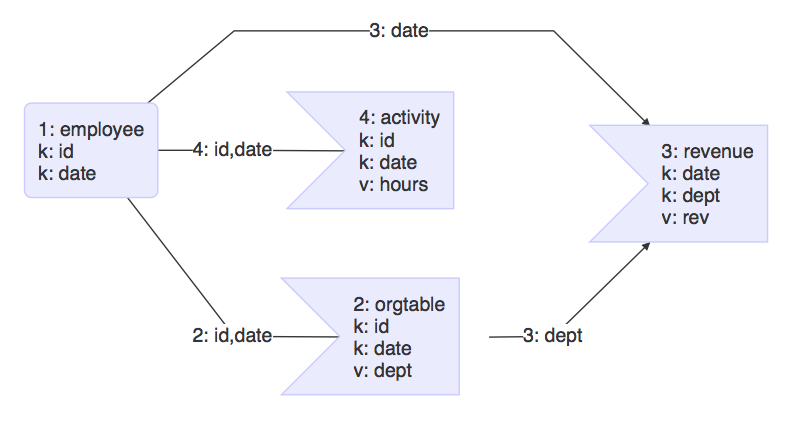 3: date
1: employee
k: id
k: date
4: id,date
4: activity
k: id
k: date
v: hours
3: revenue
k: date
k: dept
v: rev
2: id,date
2: orgtable
k: id
k: date
v: dept
3: dept